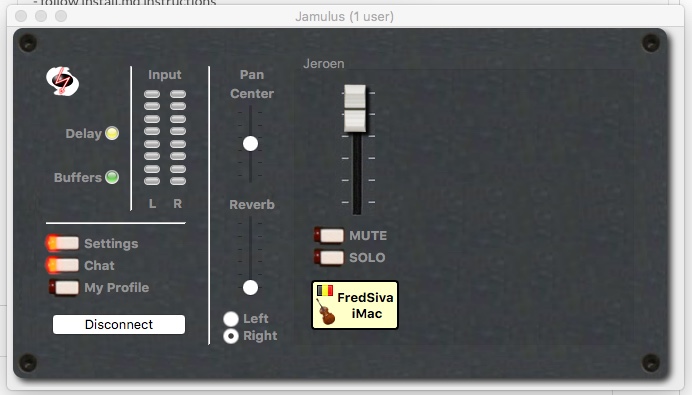 - follow install.md instructions
Jamulus (1 user)
Input
Delay
Buffers
L R
Settings
Chat
My Profile
Disconnect
Pan
Center
Reverb
Left
Right
Jeroen
MUTE
SOLO
FredSiva
iMac